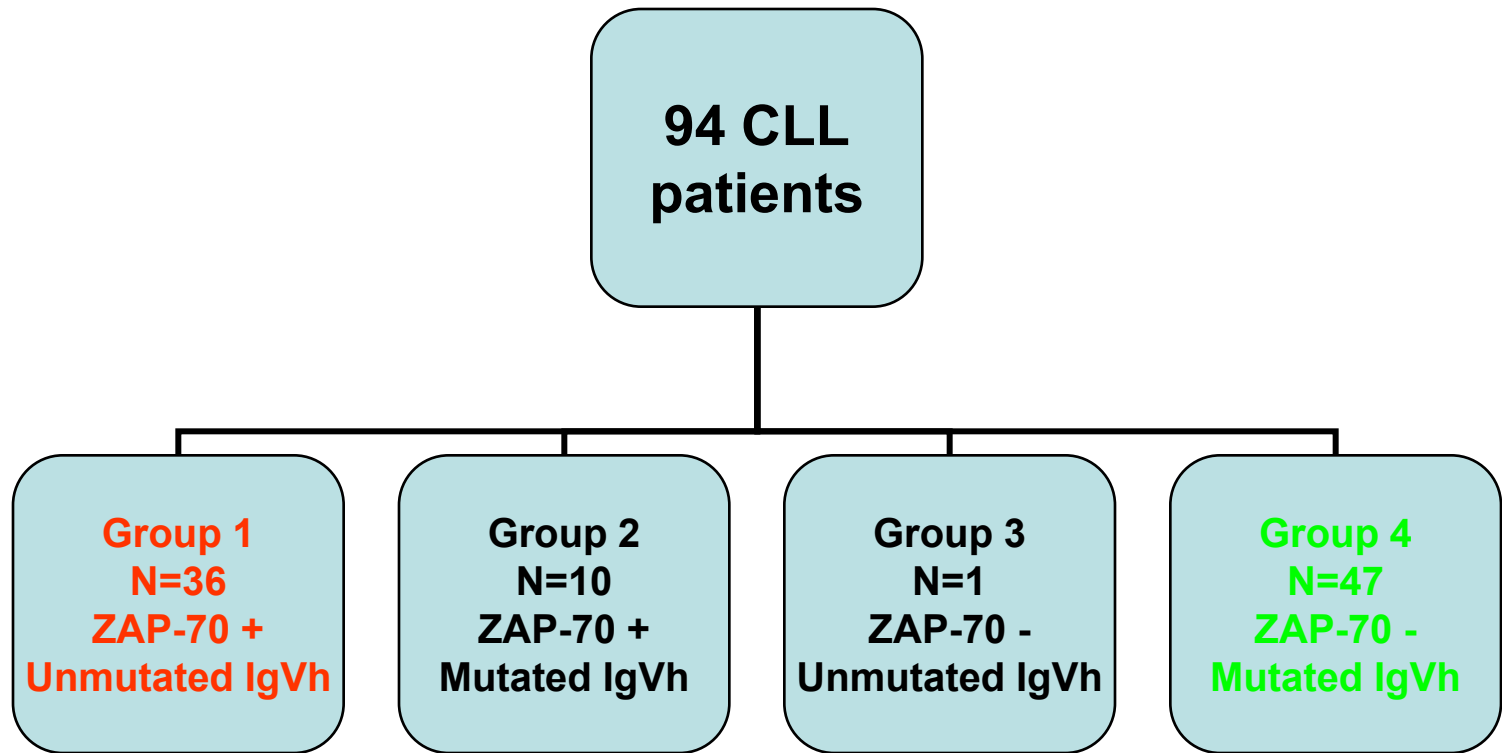 94 CLL
patients
Group 1
N=36
ZAP-70 +
Unmutated IgVh
Group 2
N=10
ZAP-70 +
Mutated IgVh
Group 3
N=1
ZAP-70 -
Unmutated IgVh
Group 4
N=47
ZAP-70 -
Mutated IgVh